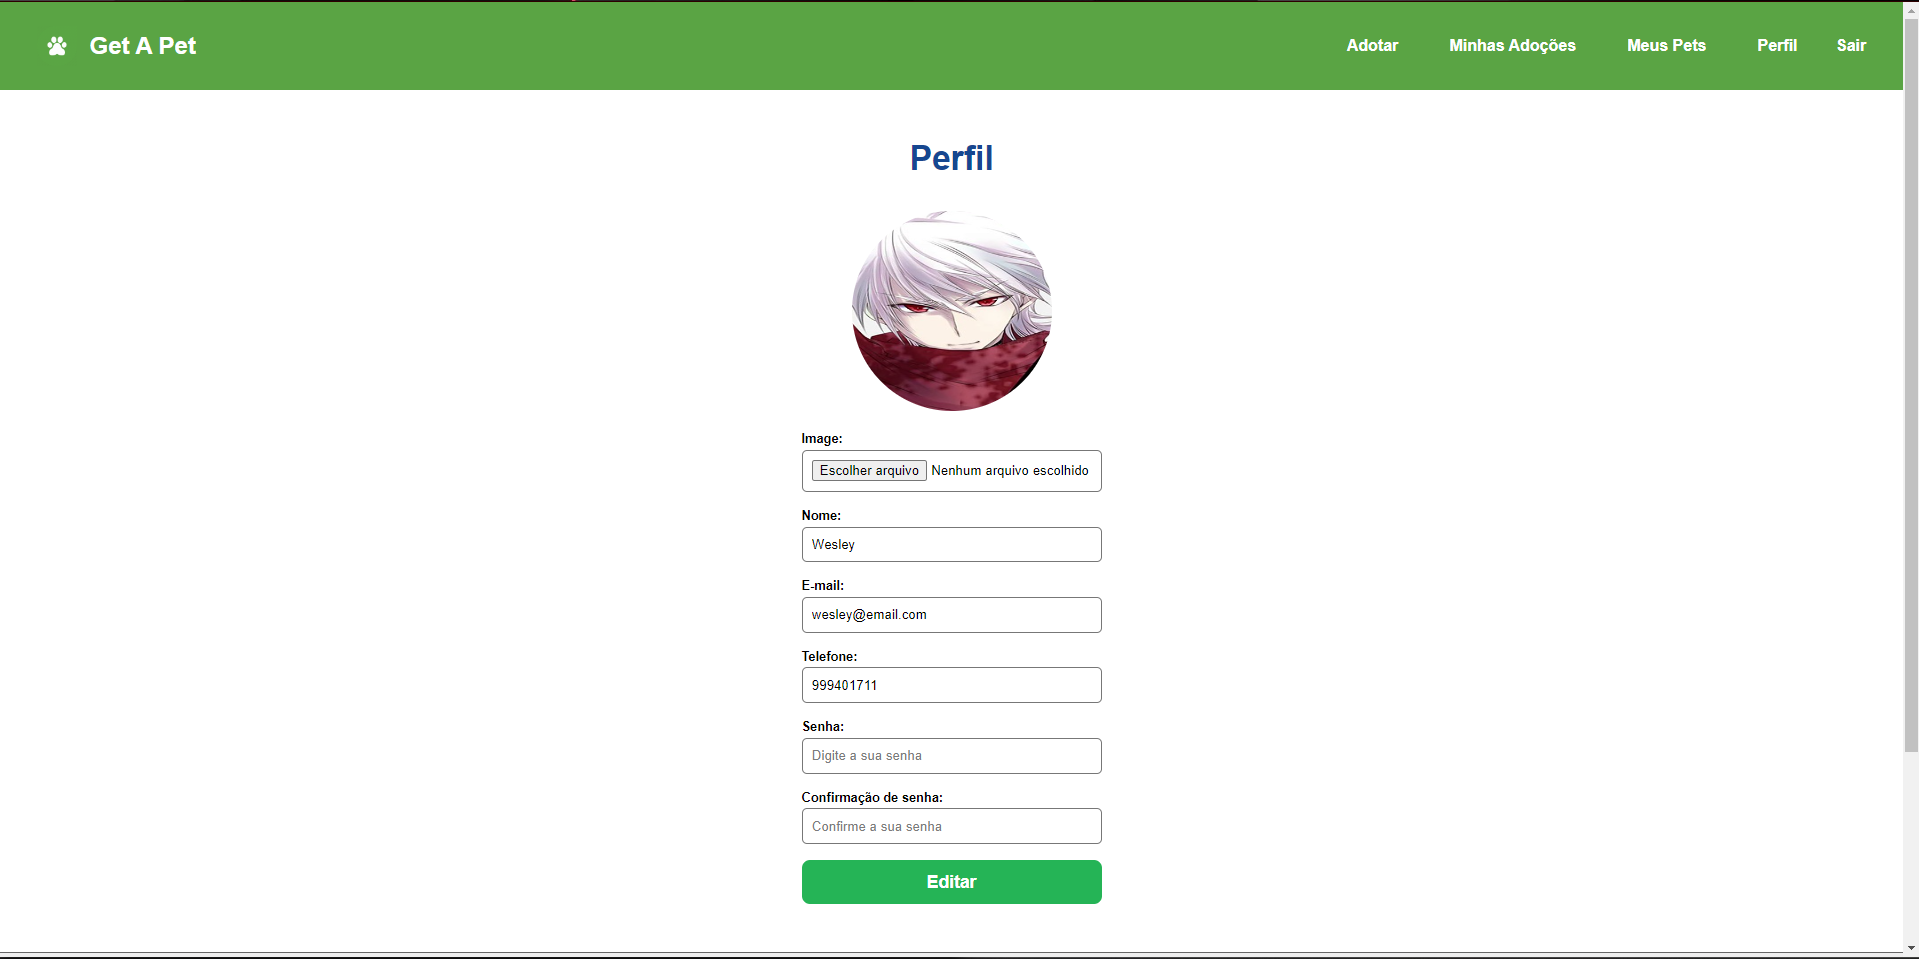 Get A Pet
Adotar Minhas Adoções Meus Pets Perfil Sair
Perfil
Image:
Escolher arquivo Nenhum arquivo escolhido
Nome:
Wesley
E-mail:
wesley@email.com
Telefone:
999401711
Senha:
Digite a sua senha
Confirmação de senha:
Confirme a sua senha
Editar